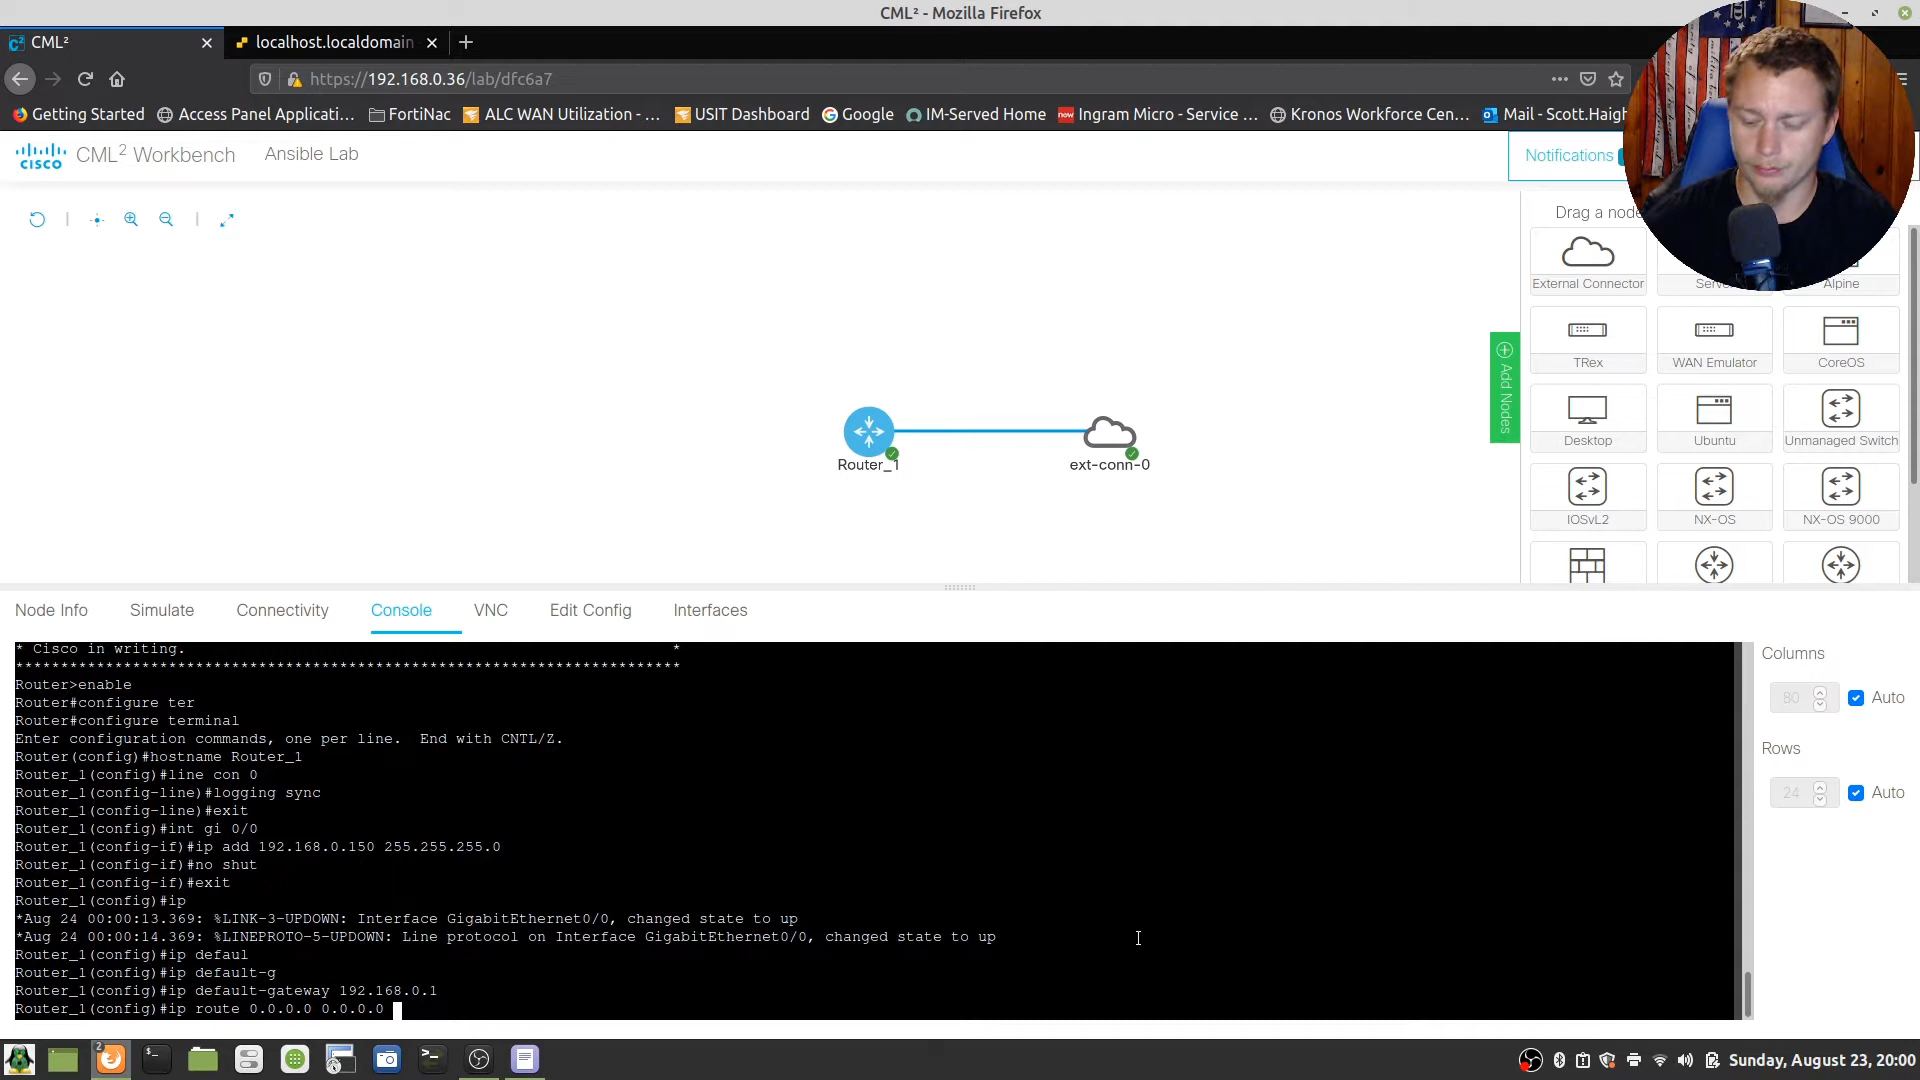 CML² - Mozilla Firefox
CML²
localhost.localdomain
https://192.168.0.36/lab/dfc6a7
Getting Started
Access Panel Applicati…
FortiNac
ALC WAN Utilization - …
USIT Dashboard
Google
IM-Served Home
now
Ingram Micro - Service …
Kronos Workforce Cen…
Mail - Scott.Haigh
cisco
CML² Workbench
Ansible Lab
Notifications
Drag a node
External Connector
Alpine
TRex
WAN Emulator
CoreOS
Desktop
Ubuntu
Unmanaged Switch
IOSvL2
NX-OS
NX-OS 9000
Add Nodes
Router_1
ext-conn-0
Node Info
Simulate
Connectivity
Console
VNC
Edit Config
Interfaces
* Cisco in writing. *
**************************************************************************
Router>enable
Router#configure ter
Router#configure terminal
Enter configuration commands, one per line.  End with CNTL/Z.
Router(config)#hostname Router_1
Router_1(config)#line con 0
Router_1(config-line)#logging sync
Router_1(config-line)#exit
Router_1(config)#int gi 0/0
Router_1(config-if)#ip add 192.168.0.150 255.255.255.0
Router_1(config-if)#no shut
Router_1(config-if)#exit
Router_1(config)#ip
*Aug 24 00:00:13.369: %LINK-3-UPDOWN: Interface GigabitEthernet0/0, changed state to up
*Aug 24 00:00:14.369: %LINEPROTO-5-UPDOWN: Line protocol on Interface GigabitEthernet0/0, changed state to up
Router_1(config)#ip defaul
Router_1(config)#ip default-g
Router_1(config)#ip default-gateway 192.168.0.1
Router_1(config)#ip route 0.0.0.0 0.0.0.0
Columns
80
Auto
Rows
24
Auto
2
Sunday, August 23, 20:00